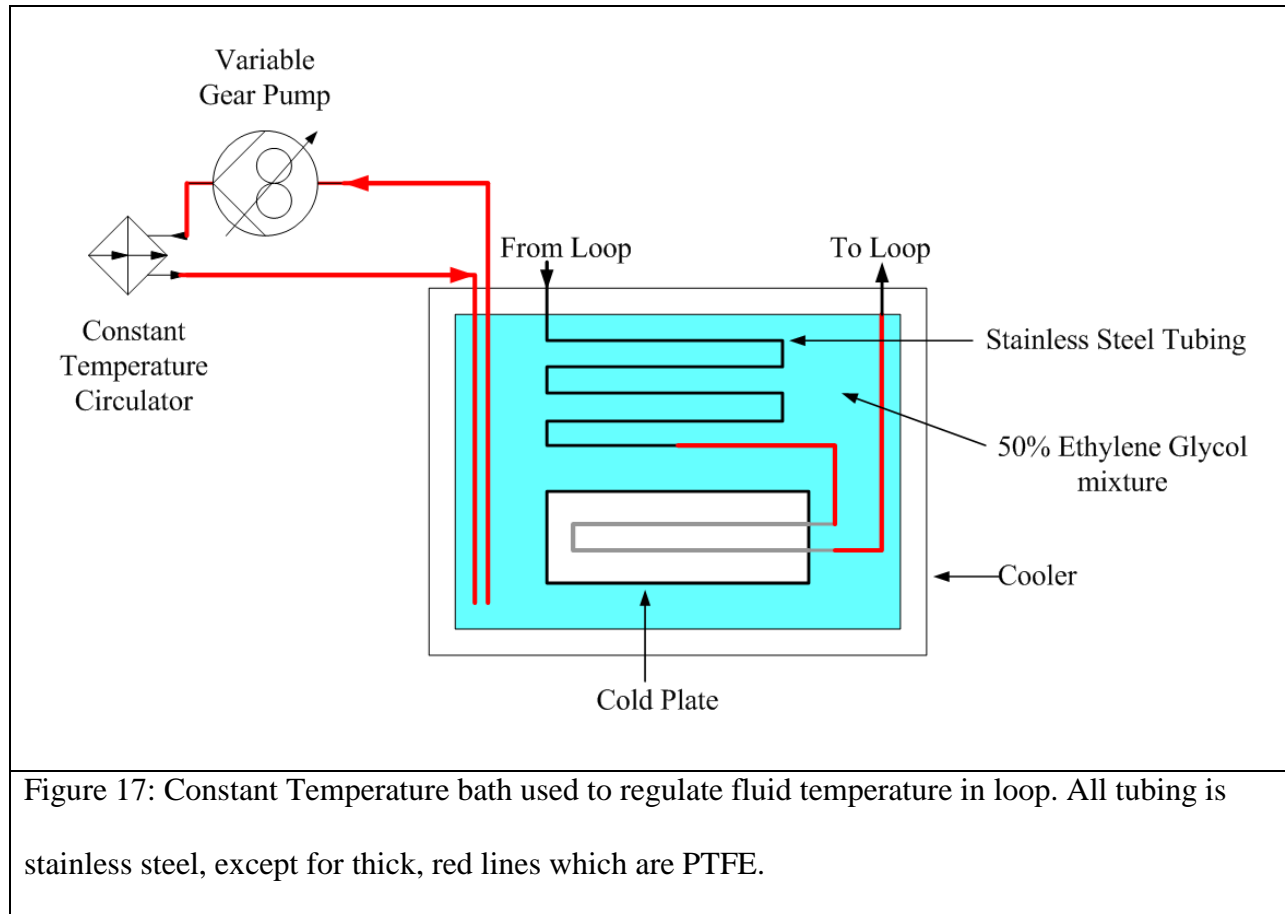 Variable
Gear Pump
From Loop
To Loop
Constant
Temperature
Circulator
Stainless Steel Tubing
50% Ethylene Glycol
mixture
Cooler
Cold Plate
Figure 17: Constant Temperature bath used to regulate fluid temperature in loop. All tubing is
stainless steel, except for thick, red lines which are PTFE.